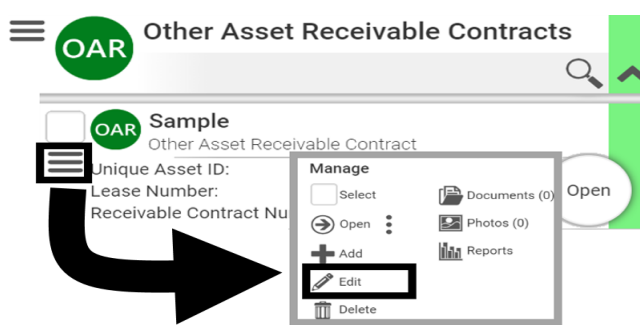 OAR Other Asset Receivable Contracts
OAR Sample
Other Asset Receivable Contract
Unique Asset ID:
Lease Number:
Receivable Contract Nu
Open
Manage
Select
Documents (0)
Open
Photos (0)
Add
Reports
Edit
Delete